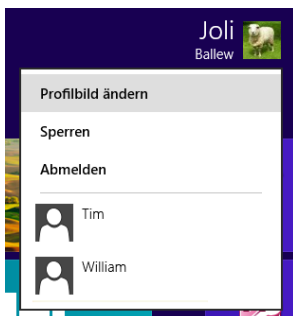 Joli
Ballew
Profilbild ändern
Sperren
Abmelden
Tim
William